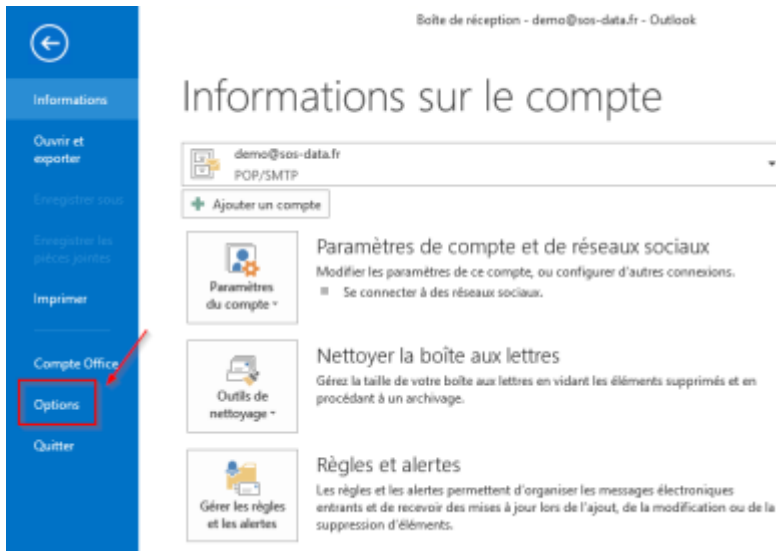 Boîte de réception - demo@sos-data.fr - Outlook
Informations
Ouvrir et
exporter
Enregistrer sous
Enregistrer les
pièces jointes
Imprimer
Compte Office
Options
Quitter
Informations sur le compte
demo@sos-data.fr
POP/SMTP
Ajouter un compte
Paramètres
du compte
Paramètres de compte et de réseaux sociaux
Modifier les paramètres de ce compte, ou configurer d'autres connexions.
Se connecter à des réseaux sociaux.
Outils de
nettoyage
Nettoyer la boîte aux lettres
Gérez la taille de votre boîte aux lettres en vidant les éléments supprimés et en
procédant à un archivage.
Gérer les règles
et les alertes
Règles et alertes
Les règles et les alertes permettent d'organiser les messages électroniques
entrants et de recevoir des mises à jour lors de l'ajout, de la modification ou de la
suppression d'éléments.